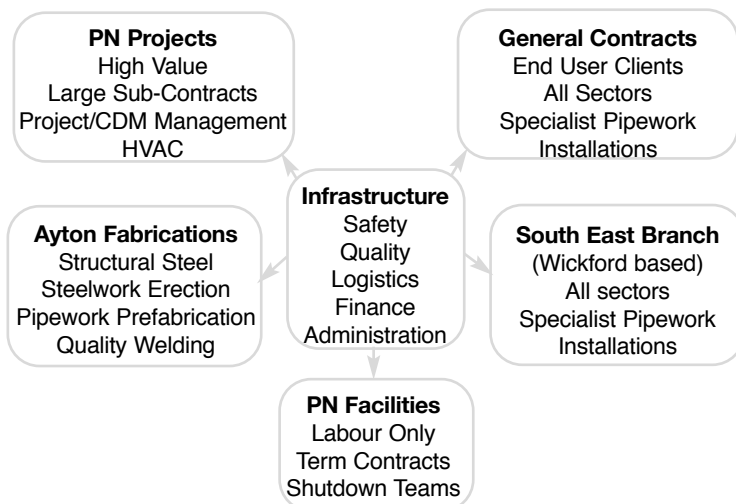 PN Projects
High Value
Large Sub-Contracts
Project/CDM Management
HVAC
General Contracts
End User Clients
All Sectors
Specialist Pipework
Installations
Infrastructure
Safety
Quality
Logistics
Finance
Administration
Ayton Fabrications
Structural Steel
Steelwork Erection
Pipework Prefabrication
Quality Welding
South East Branch
(Wickford based)
All sectors
Specialist Pipework
Installations
PN Facilities
Labour Only
Term Contracts
Shutdown Teams